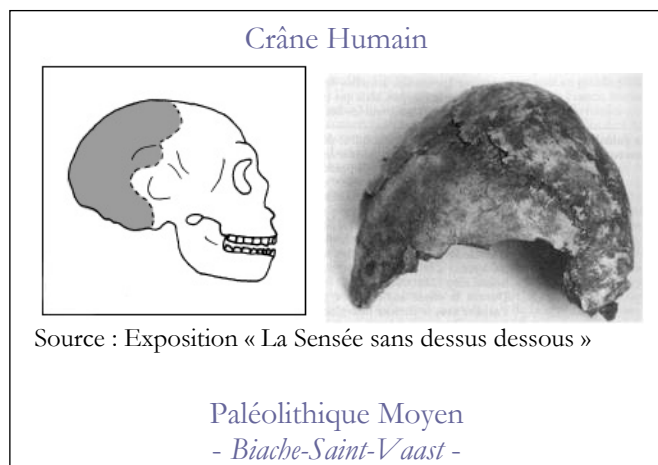 Crâne Humain
Source : Exposition « La Sensée sans dessus dessous »
Paléolithique Moyen
- Biache-Saint-Vaast -